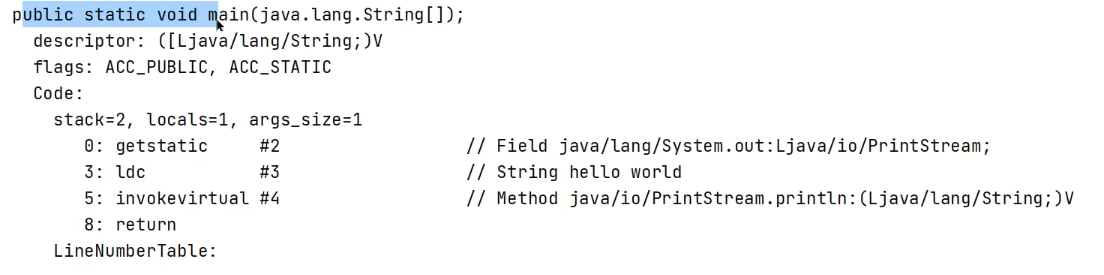 public static void main(java.lang.String[]);
descriptor: ([Ljava/lang/String;)V
flags: ACC_PUBLIC, ACC_STATIC
Code:
stack=2, locals=1, args_size=1
0: getstatic #2 // Field java/lang/System.out:Ljava/io/PrintStream;
3: ldc #3 // String hello world
5: invokevirtual #4 // Method java/io/PrintStream.println:(Ljava/lang/String;)V
8: return
LineNumberTable: